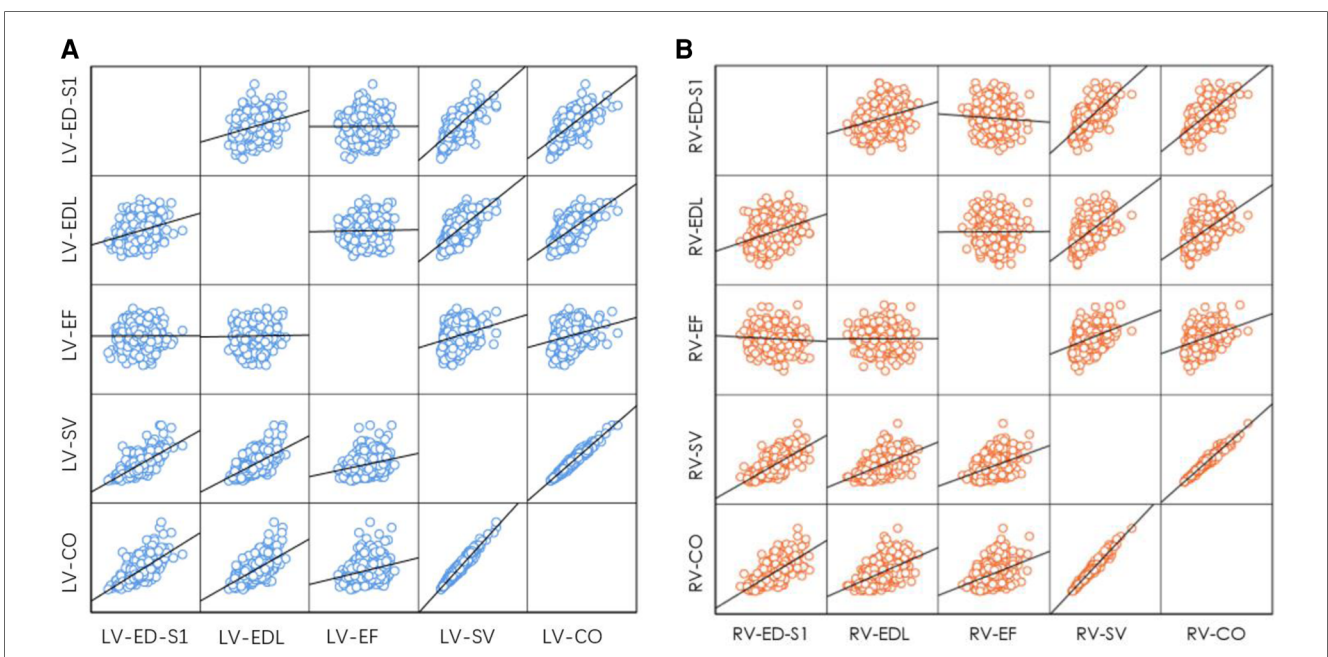 A
B
LV-ED-S1
LV-EDL
LV-EF
LV-SV
LV-CO
LV-ED-S1 LV-EDL LV-EF LV-SV LV-CO
RV-ED-S1
RV-EDL
RV-EF
RV-SV
RV-CO
RV-ED-S1 RV-EDL RV-EF RV-SV RV-CO